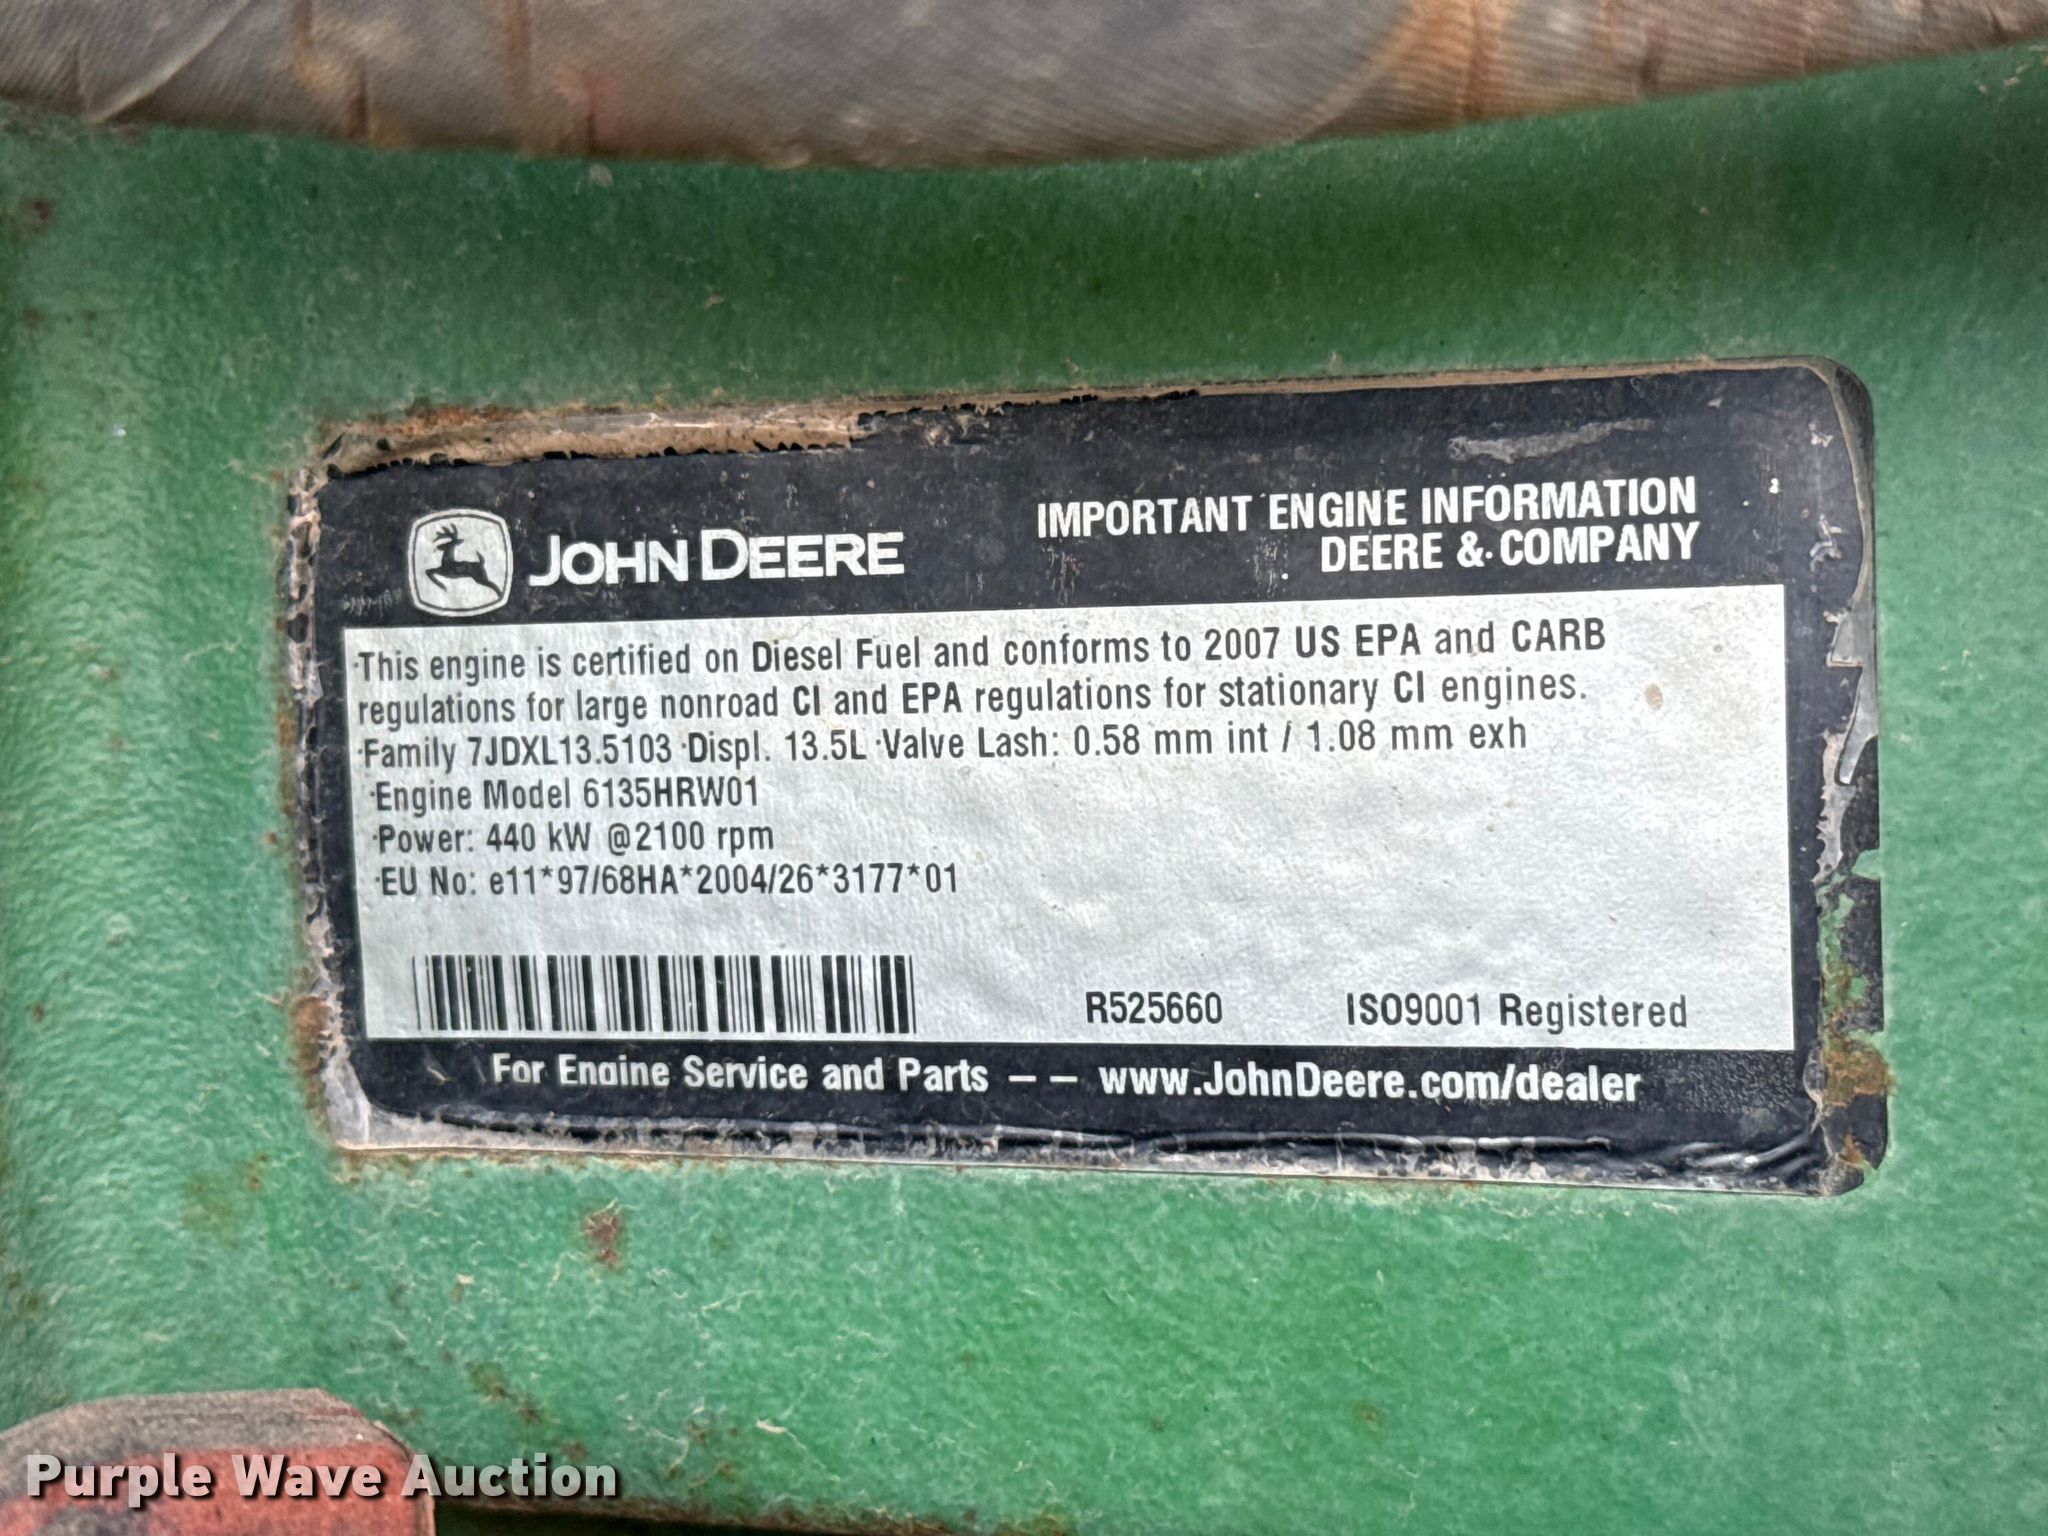 JOHN DEERE
IMPORTANT ENGINE INFORMATION
DEERE & COMPANY
·This engine is certified on Diesel Fuel and conforms to 2007 US EPA and CARB
regulations for large nonroad CI and EPA regulations for stationary CI engines.
·Family 7JDXL13.5103 ·Displ. 13.5L ·Valve Lash: 0.58 mm int / 1.08 mm exh
·Engine Model 6135HRW01
·Power: 440 kW @2100 rpm
·EU No: e11*97/68HA*2004/26*3177*01
R525660 ISO9001 Registered
For Engine Service and Parts – – www.JohnDeere.com/dealer
Purple Wave Auction